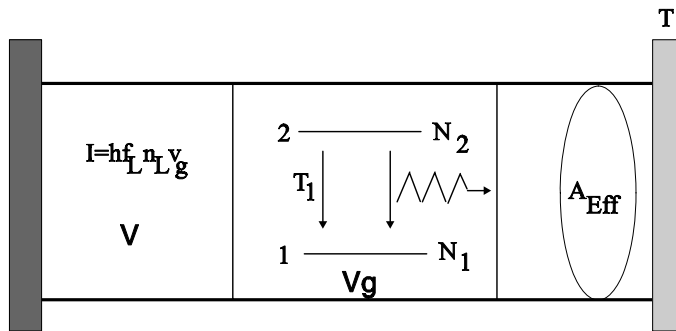 T
I=hf_L n_L v_g
2 N_2
T_1
A_Eff
V
1 N_1
Vg